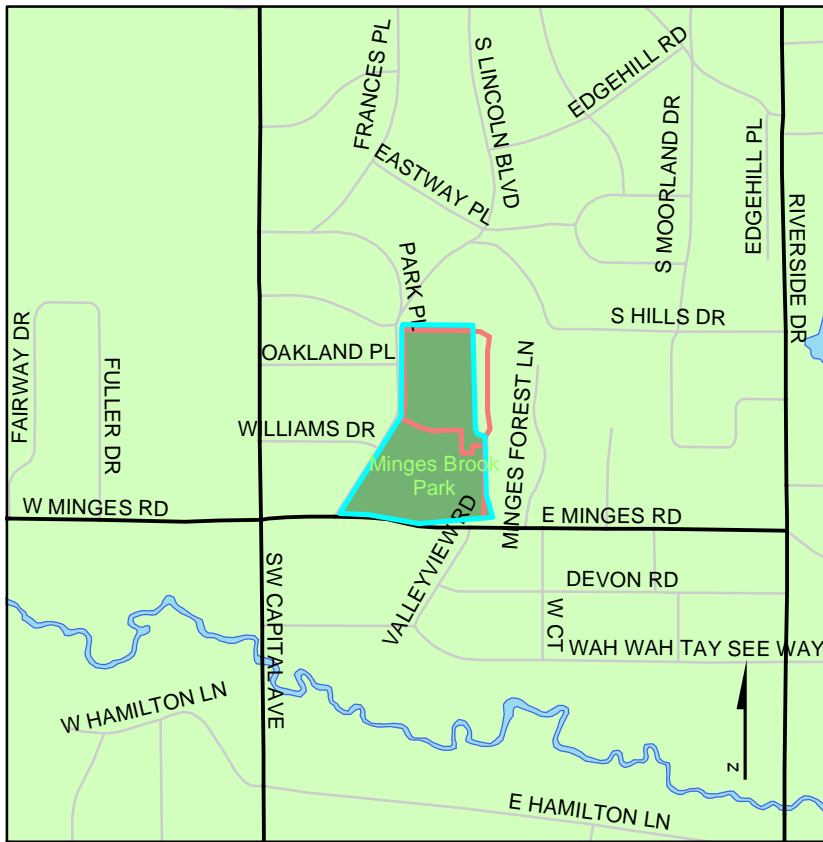 FRANCES PL
S LINCOLN BLVD
EDGEHILL RD
EASTWAY PL
S MOORLAND DR
EDGEHILL PL
RIVERSIDE DR
PARK PL
S HILLS DR
OAKLAND PL
FAIRWAY DR
FULLER DR
WILLIAMS DR
MINGES FOREST LN
Minges Brook
Park
W MINGES RD
E MINGES RD
VALLEYVIEW RD
SW CAPITAL AVE
DEVON RD
W CT
WAH WAH TAY SEE WAY
W HAMILTON LN
z
E HAMILTON LN